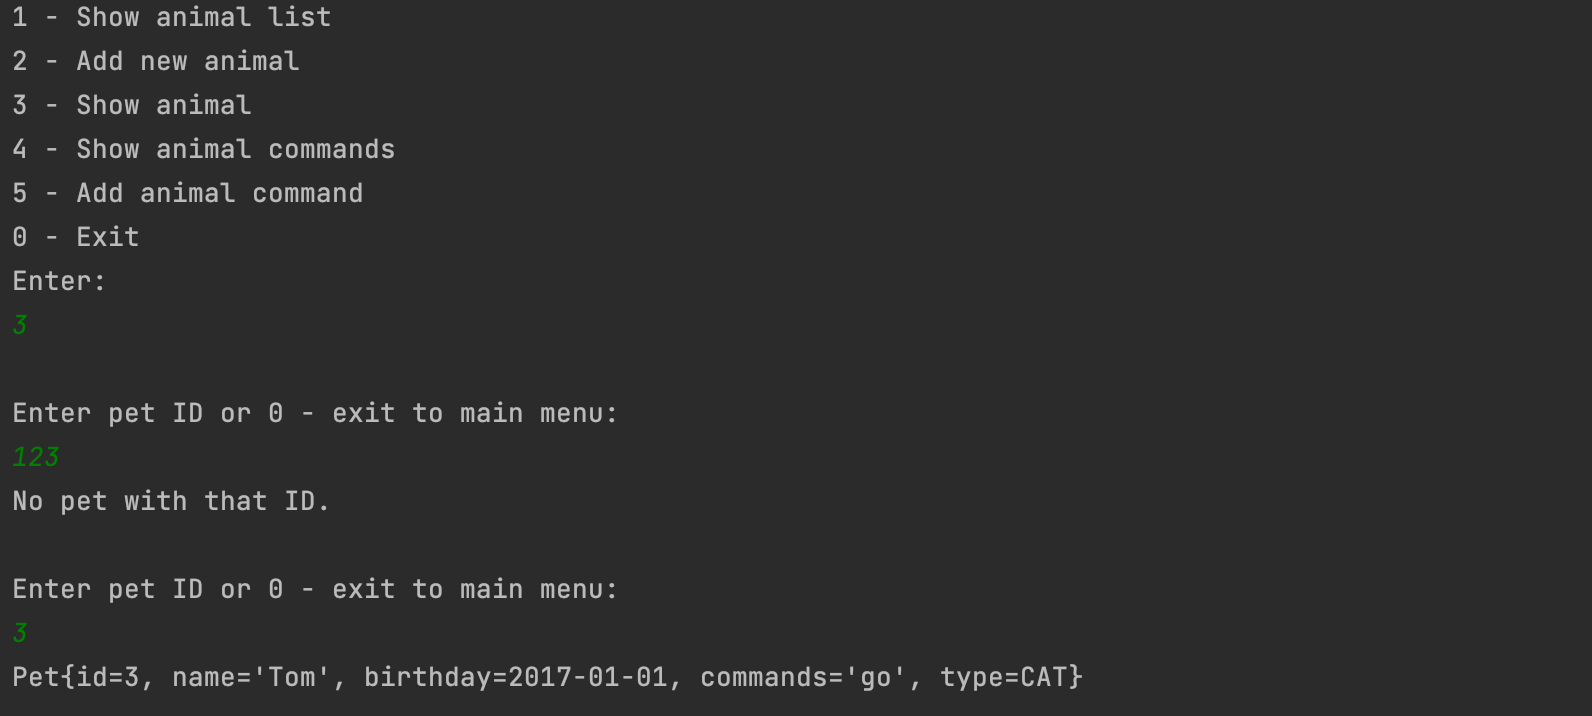 1 - Show animal list
2 - Add new animal
3 - Show animal
4 - Show animal commands
5 - Add animal command
0 - Exit
Enter:
3
Enter pet ID or 0 - exit to main menu:
123
No pet with that ID.
Enter pet ID or 0 - exit to main menu:
3
Pet{id=3, name='Tom', birthday=2017-01-01, commands='go', type=CAT}